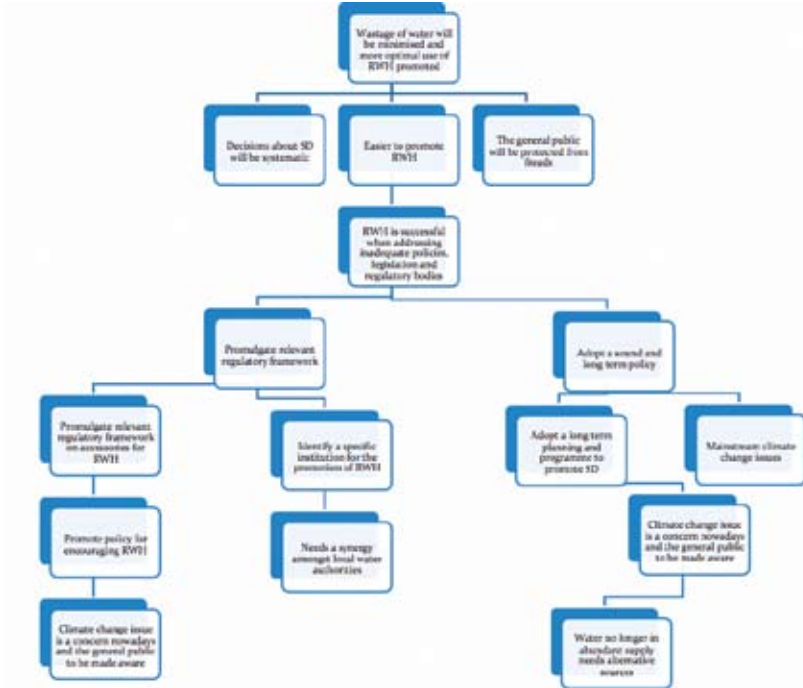 Wastage of water will
be minimised and
more optimal use of
RWH promoted
Decisions about SD
will be systematic
Easier to promote
RWH
The general public
will be protected from
frauds
RWH is successful
when addressing
inadequate policies,
legislation and
regulatory bodies
Promulgate relevant
regulatory framework
Adopt a sound and
long term policy
Promulgate relevant
regulatory framework
on accessories for
RWH
Identify a specific
institution for the
promotion of RWH
Adopt a long term
planning and
programme to
promote SD
Mainstream climate
change issues
Promote policy for
encouraging RWH
Needs a synergy
amongst local water
authorities
Climate change issue
is a concern nowadays
and the general public
to be made aware
Climate change issue
is a concern nowadays
and the general public
to be made aware
Water no longer in
abundant supply
needs alternative
sources